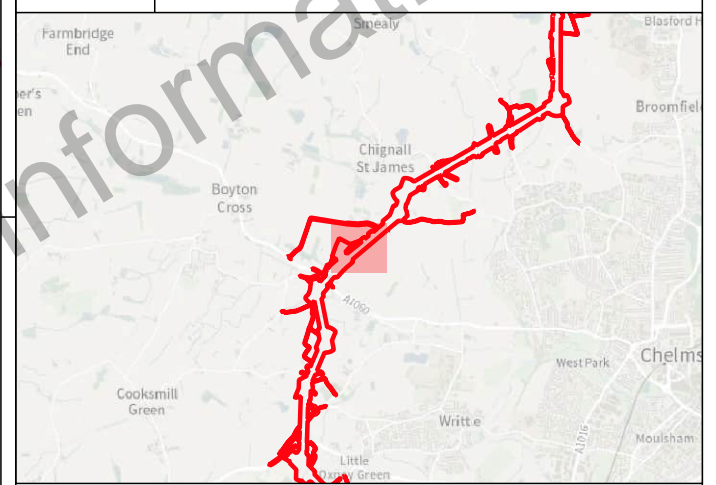 Smealy
Blasford H
Farmbridge
End
er's
en
Broomfiel
Chignall
St James
Boyton
Cross
A1060
West Park
Chelms
Cooksmill
Green
Writtle
A1016
Moulsham
Little
Oxney Green
informati